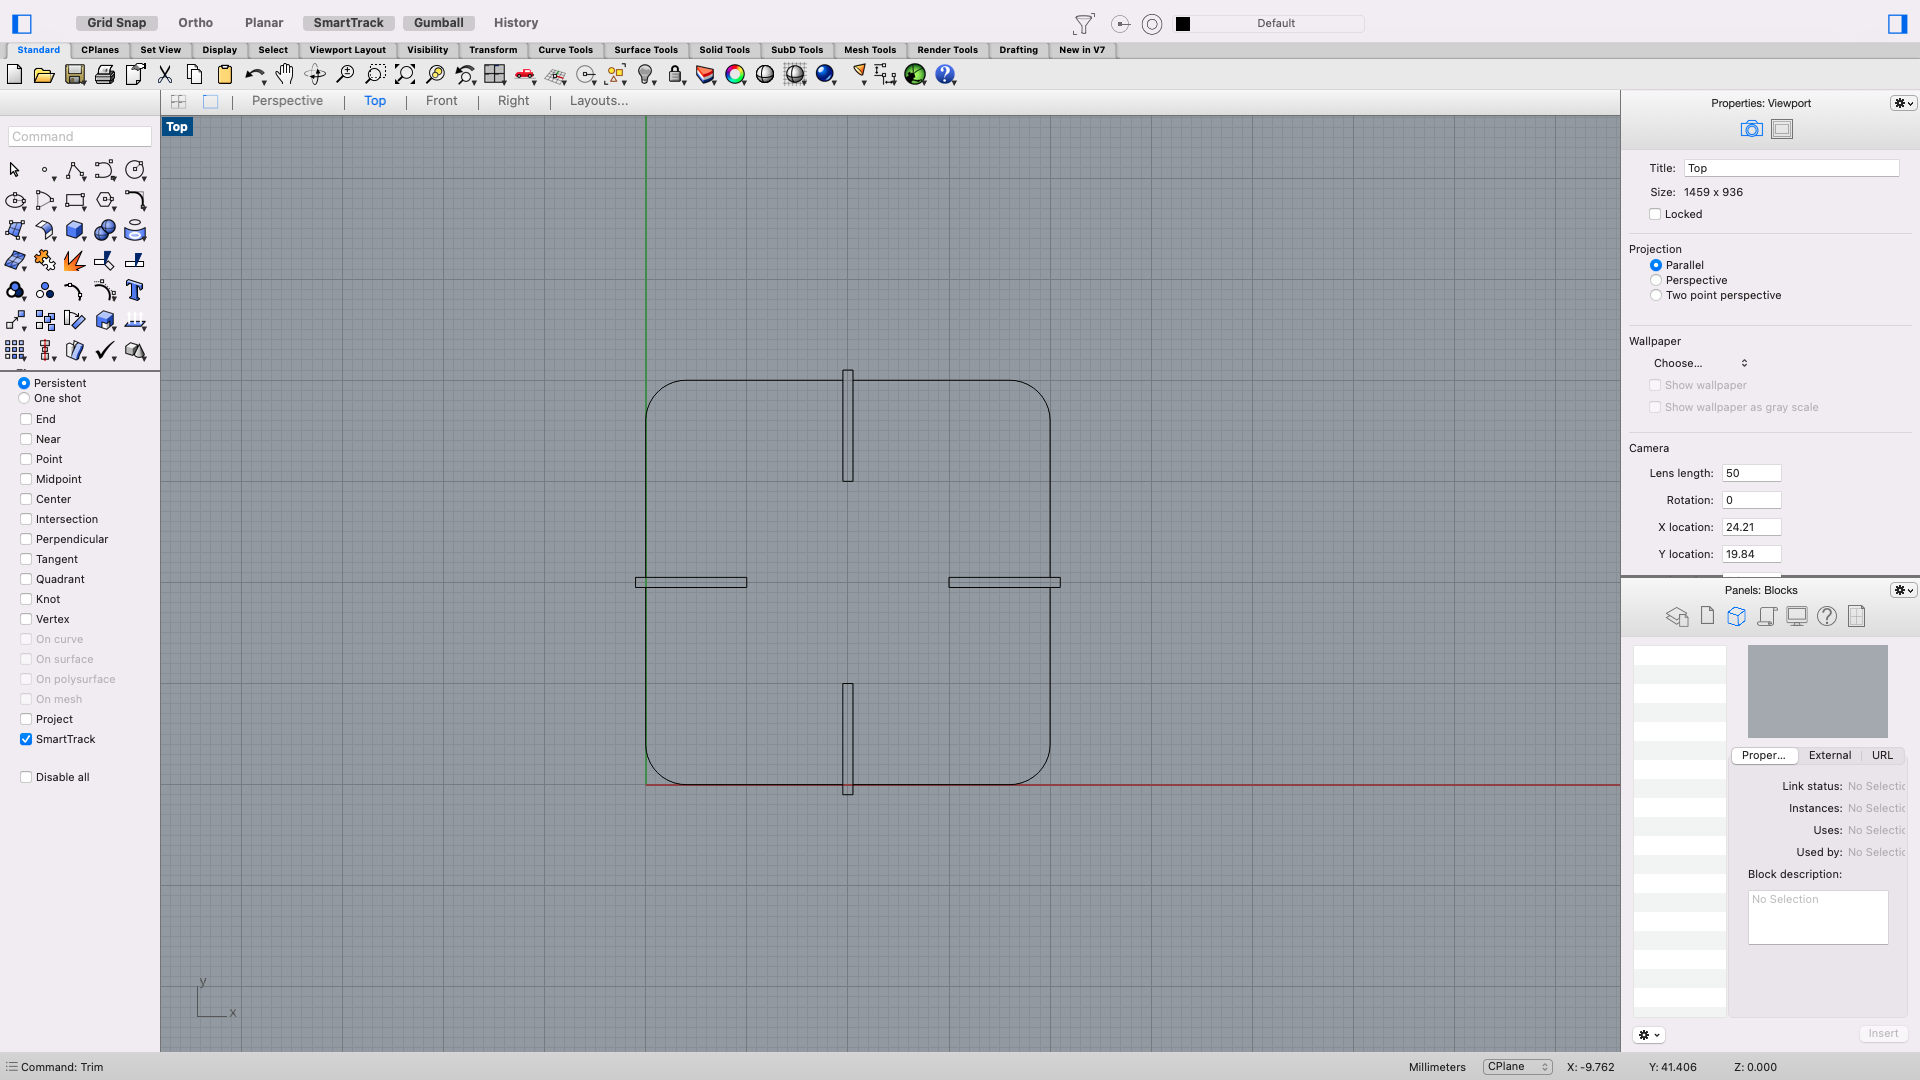 Grid Snap Ortho Planar SmartTrack Gumball History Default
Standard CPlanes Set View Display Select Viewport Layout Visibility Transform Curve Tools Surface Tools Solid Tools SubD Tools Mesh Tools Render Tools Drafting New in V7
Perspective Top Front Right Layouts...
Top
Command
Persistent
One shot
End
Near
Point
Midpoint
Center
Intersection
Perpendicular
Tangent
Quadrant
Knot
Vertex
On curve
On surface
On polysurface
On mesh
Project
SmartTrack
Disable all
y
x
Properties: Viewport
Title: Top
Size: 1459 x 936
Locked
Projection
Parallel
Perspective
Two point perspective
Wallpaper
Choose...
Show wallpaper
Show wallpaper as gray scale
Camera
Lens length: 50
Rotation: 0
X location: 24.21
Y location: 19.84
Panels: Blocks
Proper... External URL
Link status: No Selectic
Instances: No Selectic
Uses: No Selectic
Used by: No Selectic
Block description:
No Selection
Insert
Command: Trim
Millimeters CPlane X: -9.762 Y: 41.406 Z: 0.000